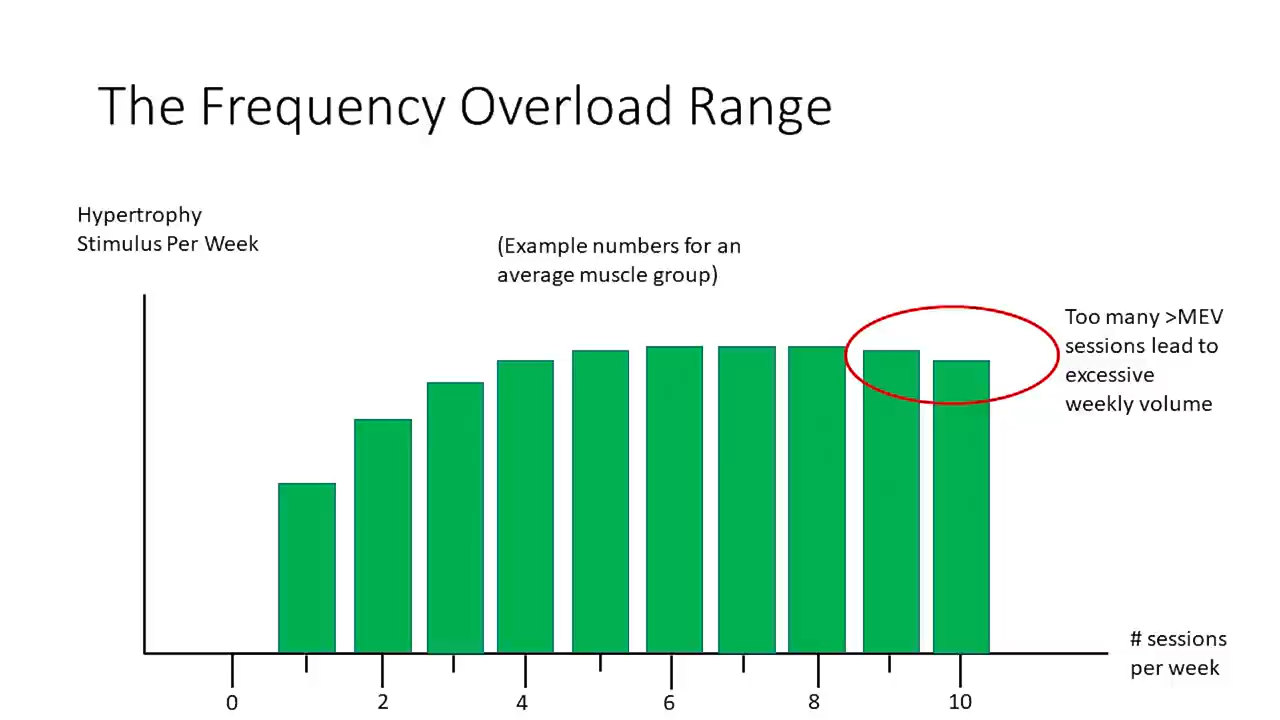 The Frequency Overload Range
Hypertrophy
Stimulus Per Week
(Example numbers for an
average muscle group)
Too many >MEV
sessions lead to
excessive
weekly volume
# sessions
per week
0 2 4 6 8 10